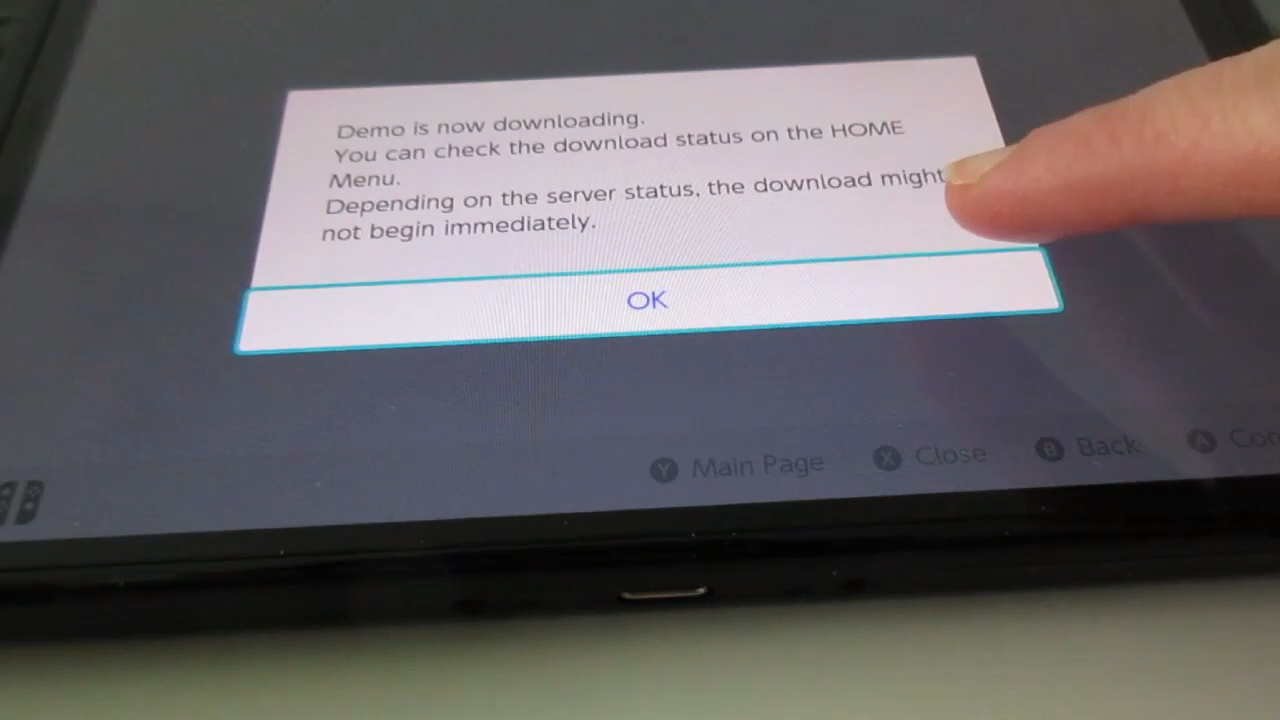 Demo is now downloading.
You can check the download status on the HOME
Menu.
Depending on the server status, the download might
not begin immediately.
OK
Y Main Page X Close B Back A Con